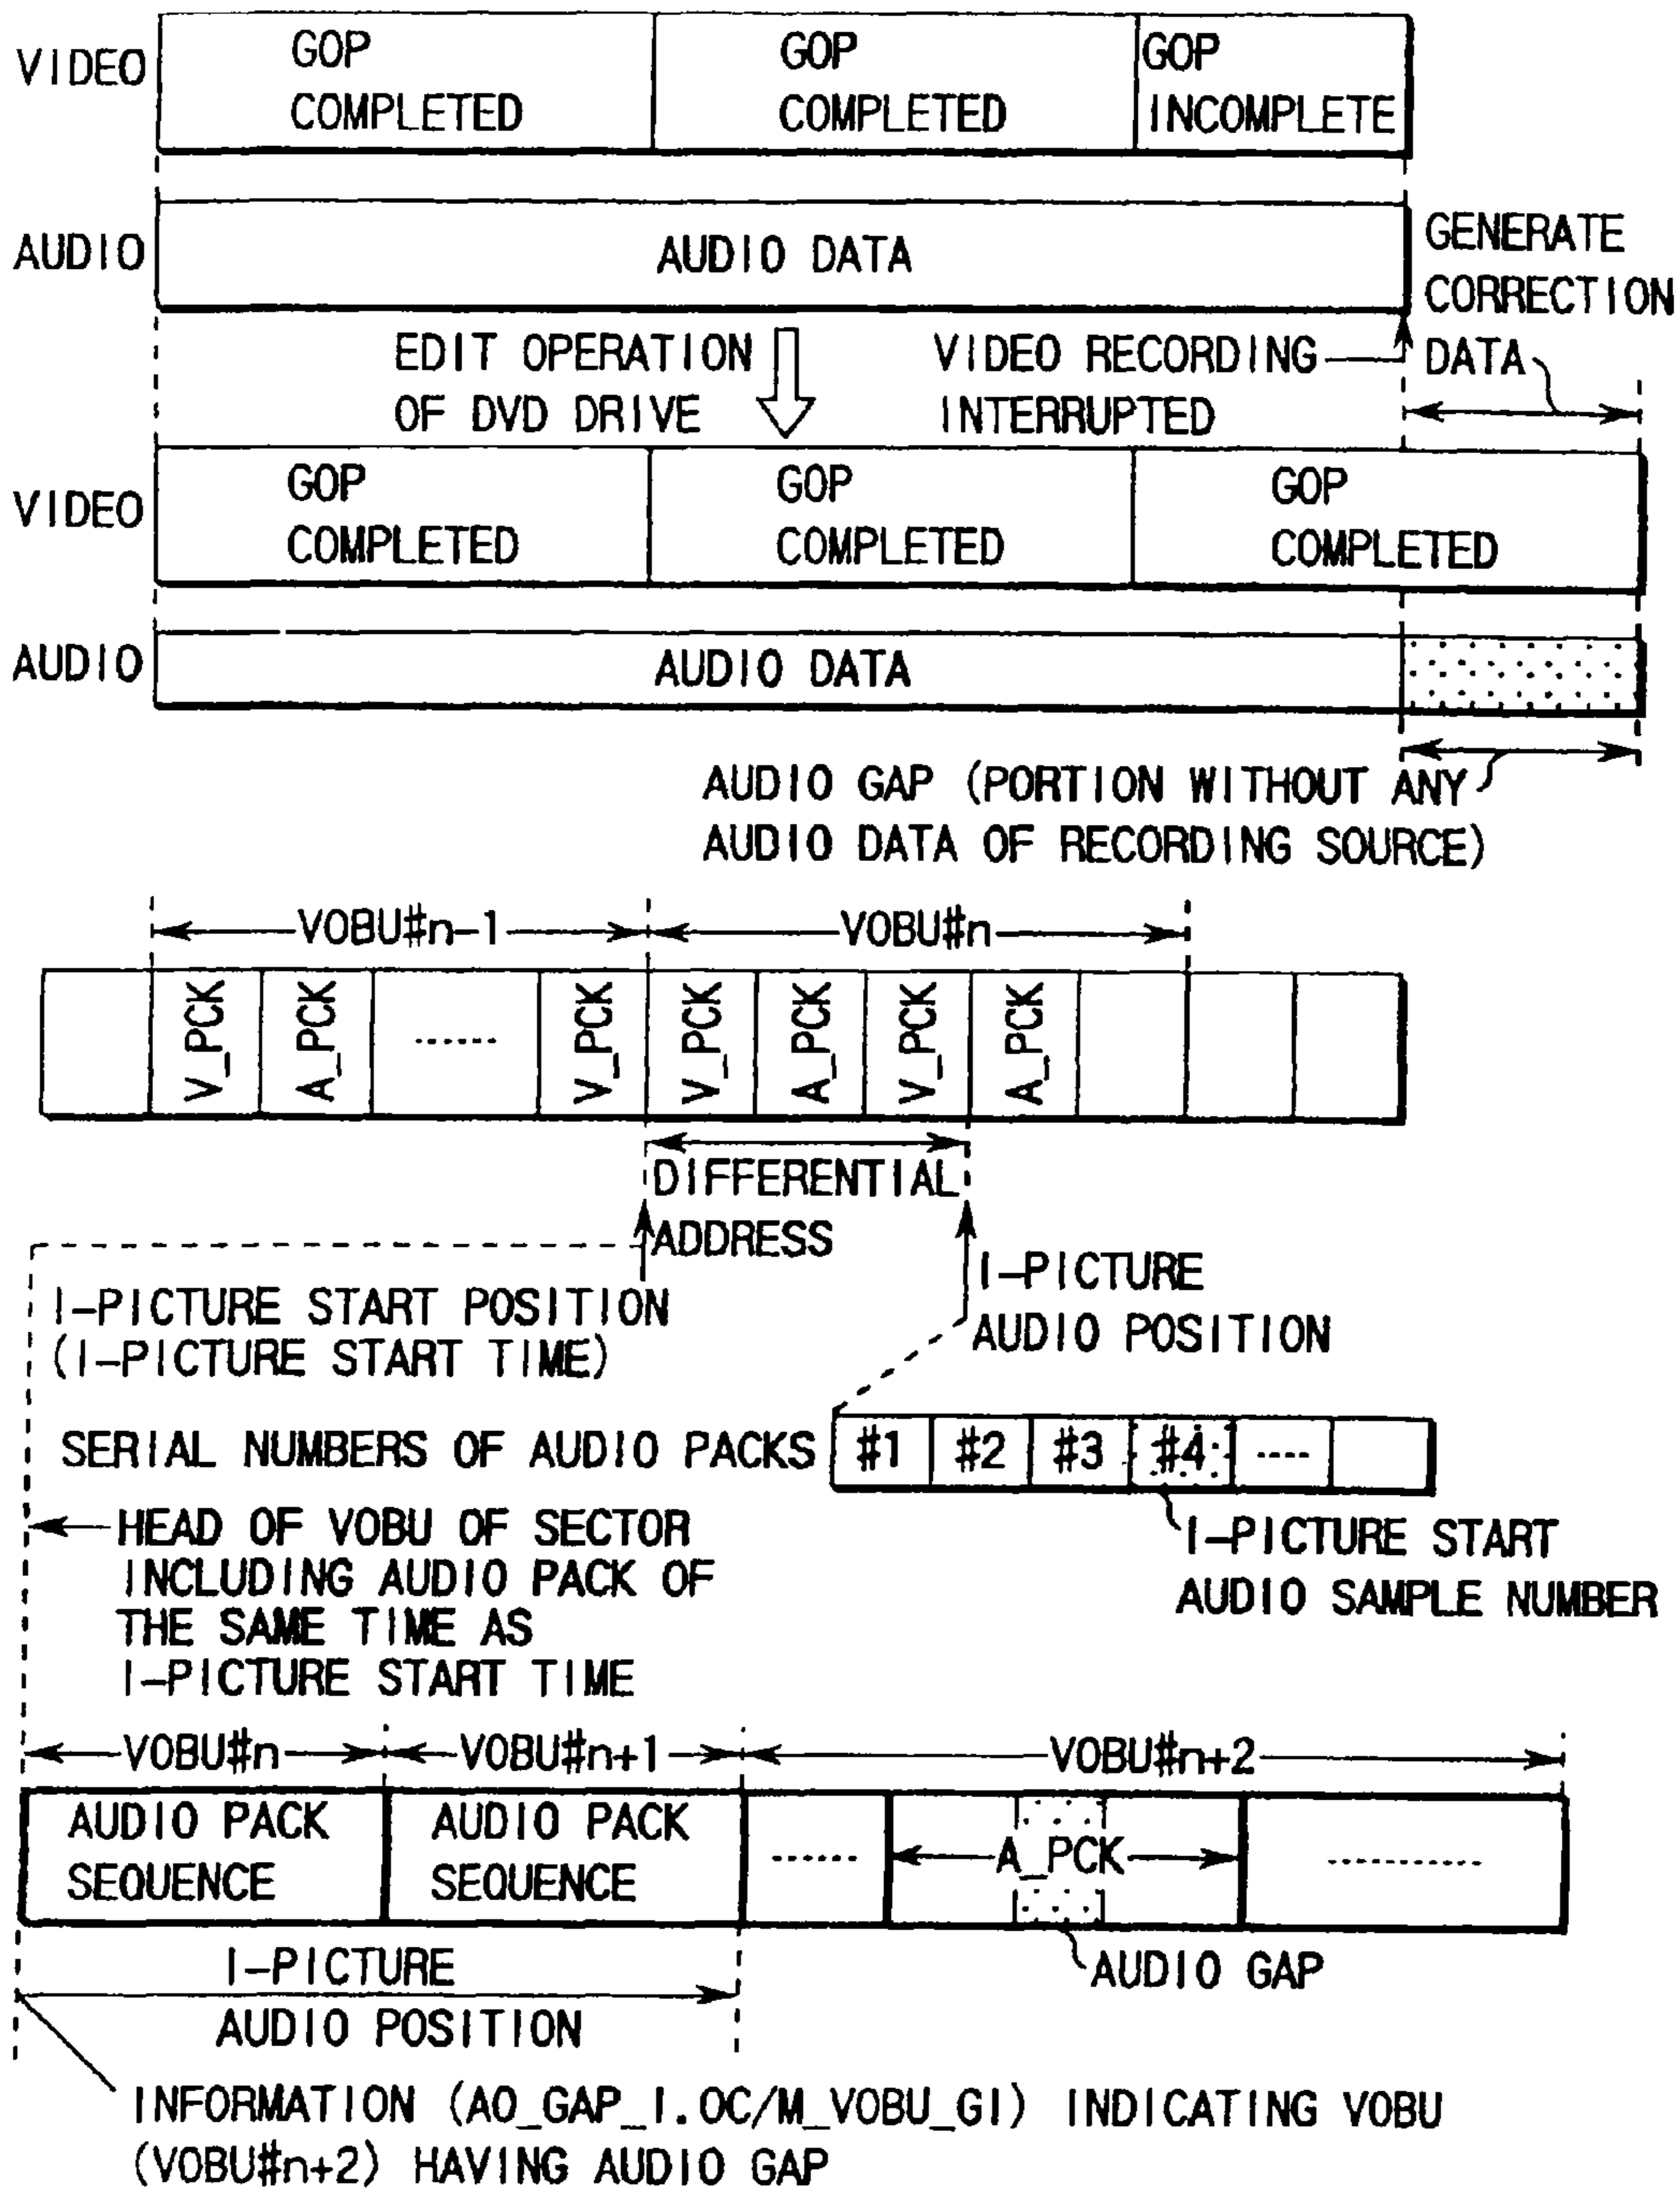 VIDEO
GOP
COMPLETED
GOP
COMPLETED
GOP
INCOMPLETE
AUDIO
AUDIO DATA
GENERATE
CORRECTION
DATA
EDIT OPERATION
OF DVD DRIVE
VIDEO RECORDING
INTERRUPTED
VIDEO
GOP
COMPLETED
GOP
COMPLETED
GOP
COMPLETED
AUDIO
AUDIO DATA
AUDIO GAP (PORTION WITHOUT ANY
AUDIO DATA OF RECORDING SOURCE)
VOBU#n-1
VOBU#n
V_PCK
A_PCK
......
V_PCK
V_PCK
A_PCK
V_PCK
A_PCK
DIFFERENTIAL
ADDRESS
I-PICTURE START POSITION
(I-PICTURE START TIME)
I-PICTURE
AUDIO POSITION
SERIAL NUMBERS OF AUDIO PACKS
#1
#2
#3
#4
----
I-PICTURE START
AUDIO SAMPLE NUMBER
HEAD OF VOBU OF SECTOR
INCLUDING AUDIO PACK OF
THE SAME TIME AS
I-PICTURE START TIME
VOBU#n
VOBU#n+1
VOBU#n+2
AUDIO PACK
SEQUENCE
AUDIO PACK
SEQUENCE
......
A_PCK
...........
AUDIO GAP
I-PICTURE
AUDIO POSITION
INFORMATION (A0_GAP_I.OC/M_VOBU_GI) INDICATING VOBU
(VOBU#n+2) HAVING AUDIO GAP